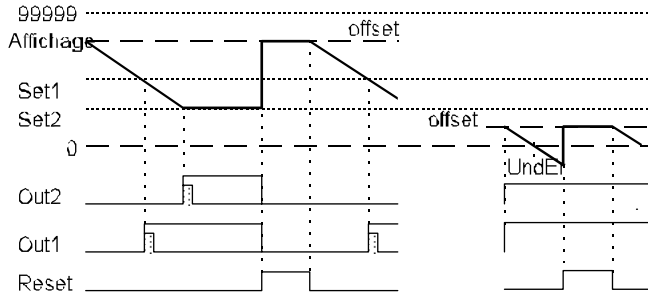 99999
Affichage
offset
Set1
Set2
offset
0
UndEr
Out2
Out1
Reset